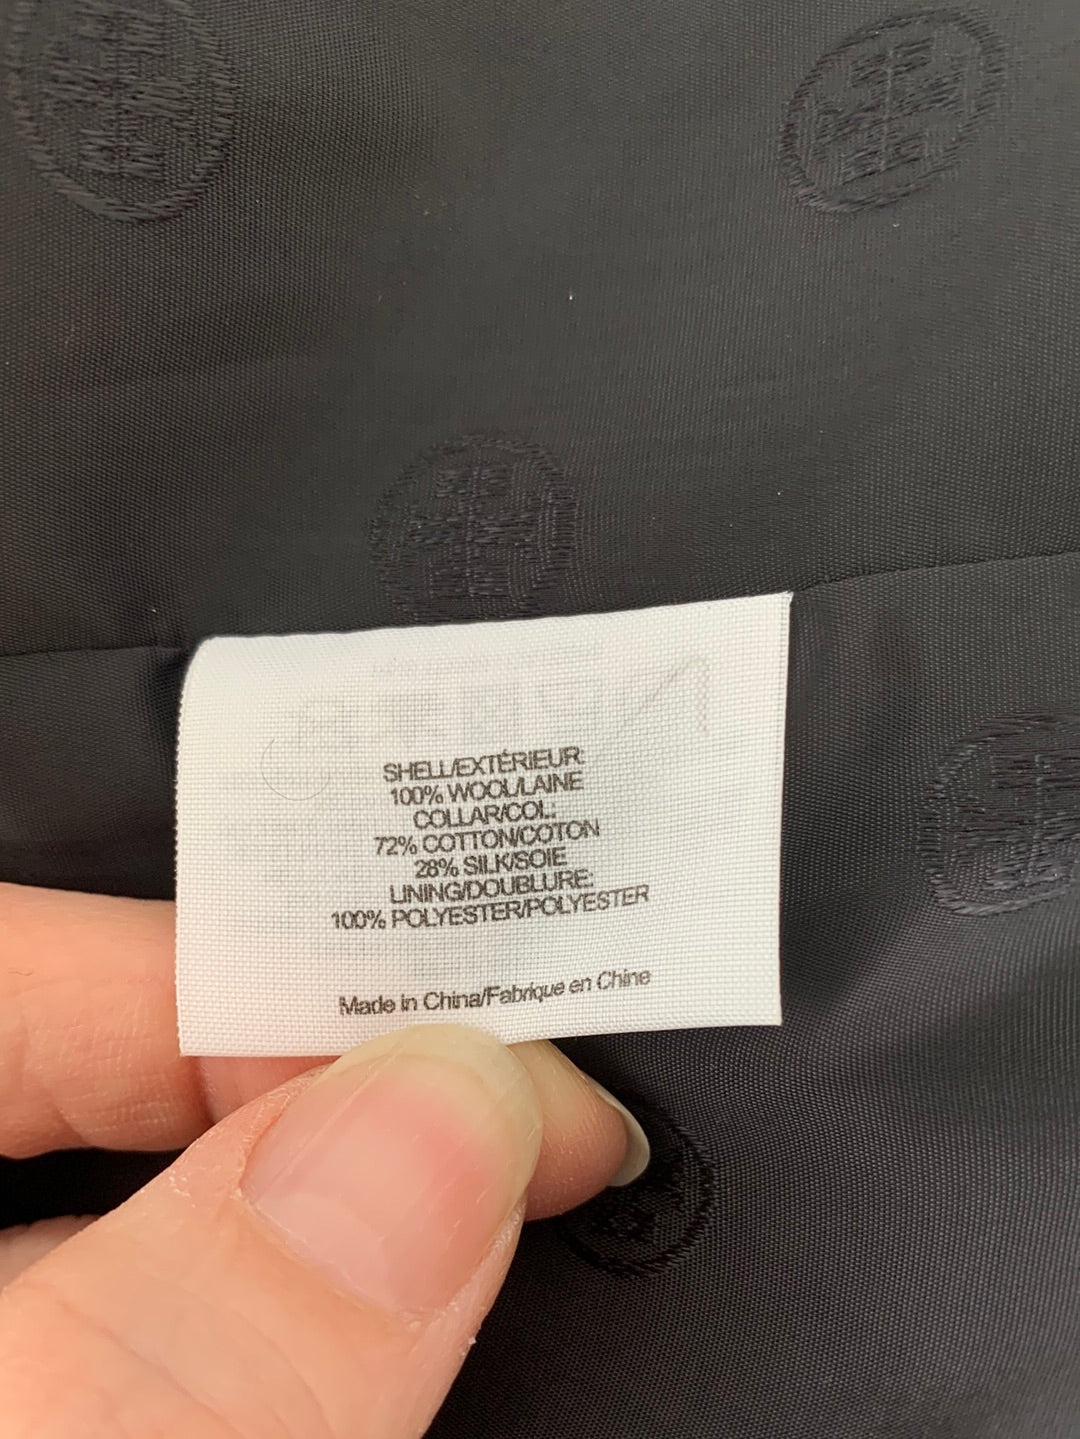 SHELL/EXTÉRIEUR:
100% WOOL/LAINE
COLLAR/COL:
72% COTTON/COTON
28% SILK/SOIE
LINING/DOUBLURE:
100% POLYESTER/POLYESTER
Made in China/Fabrique en Chine